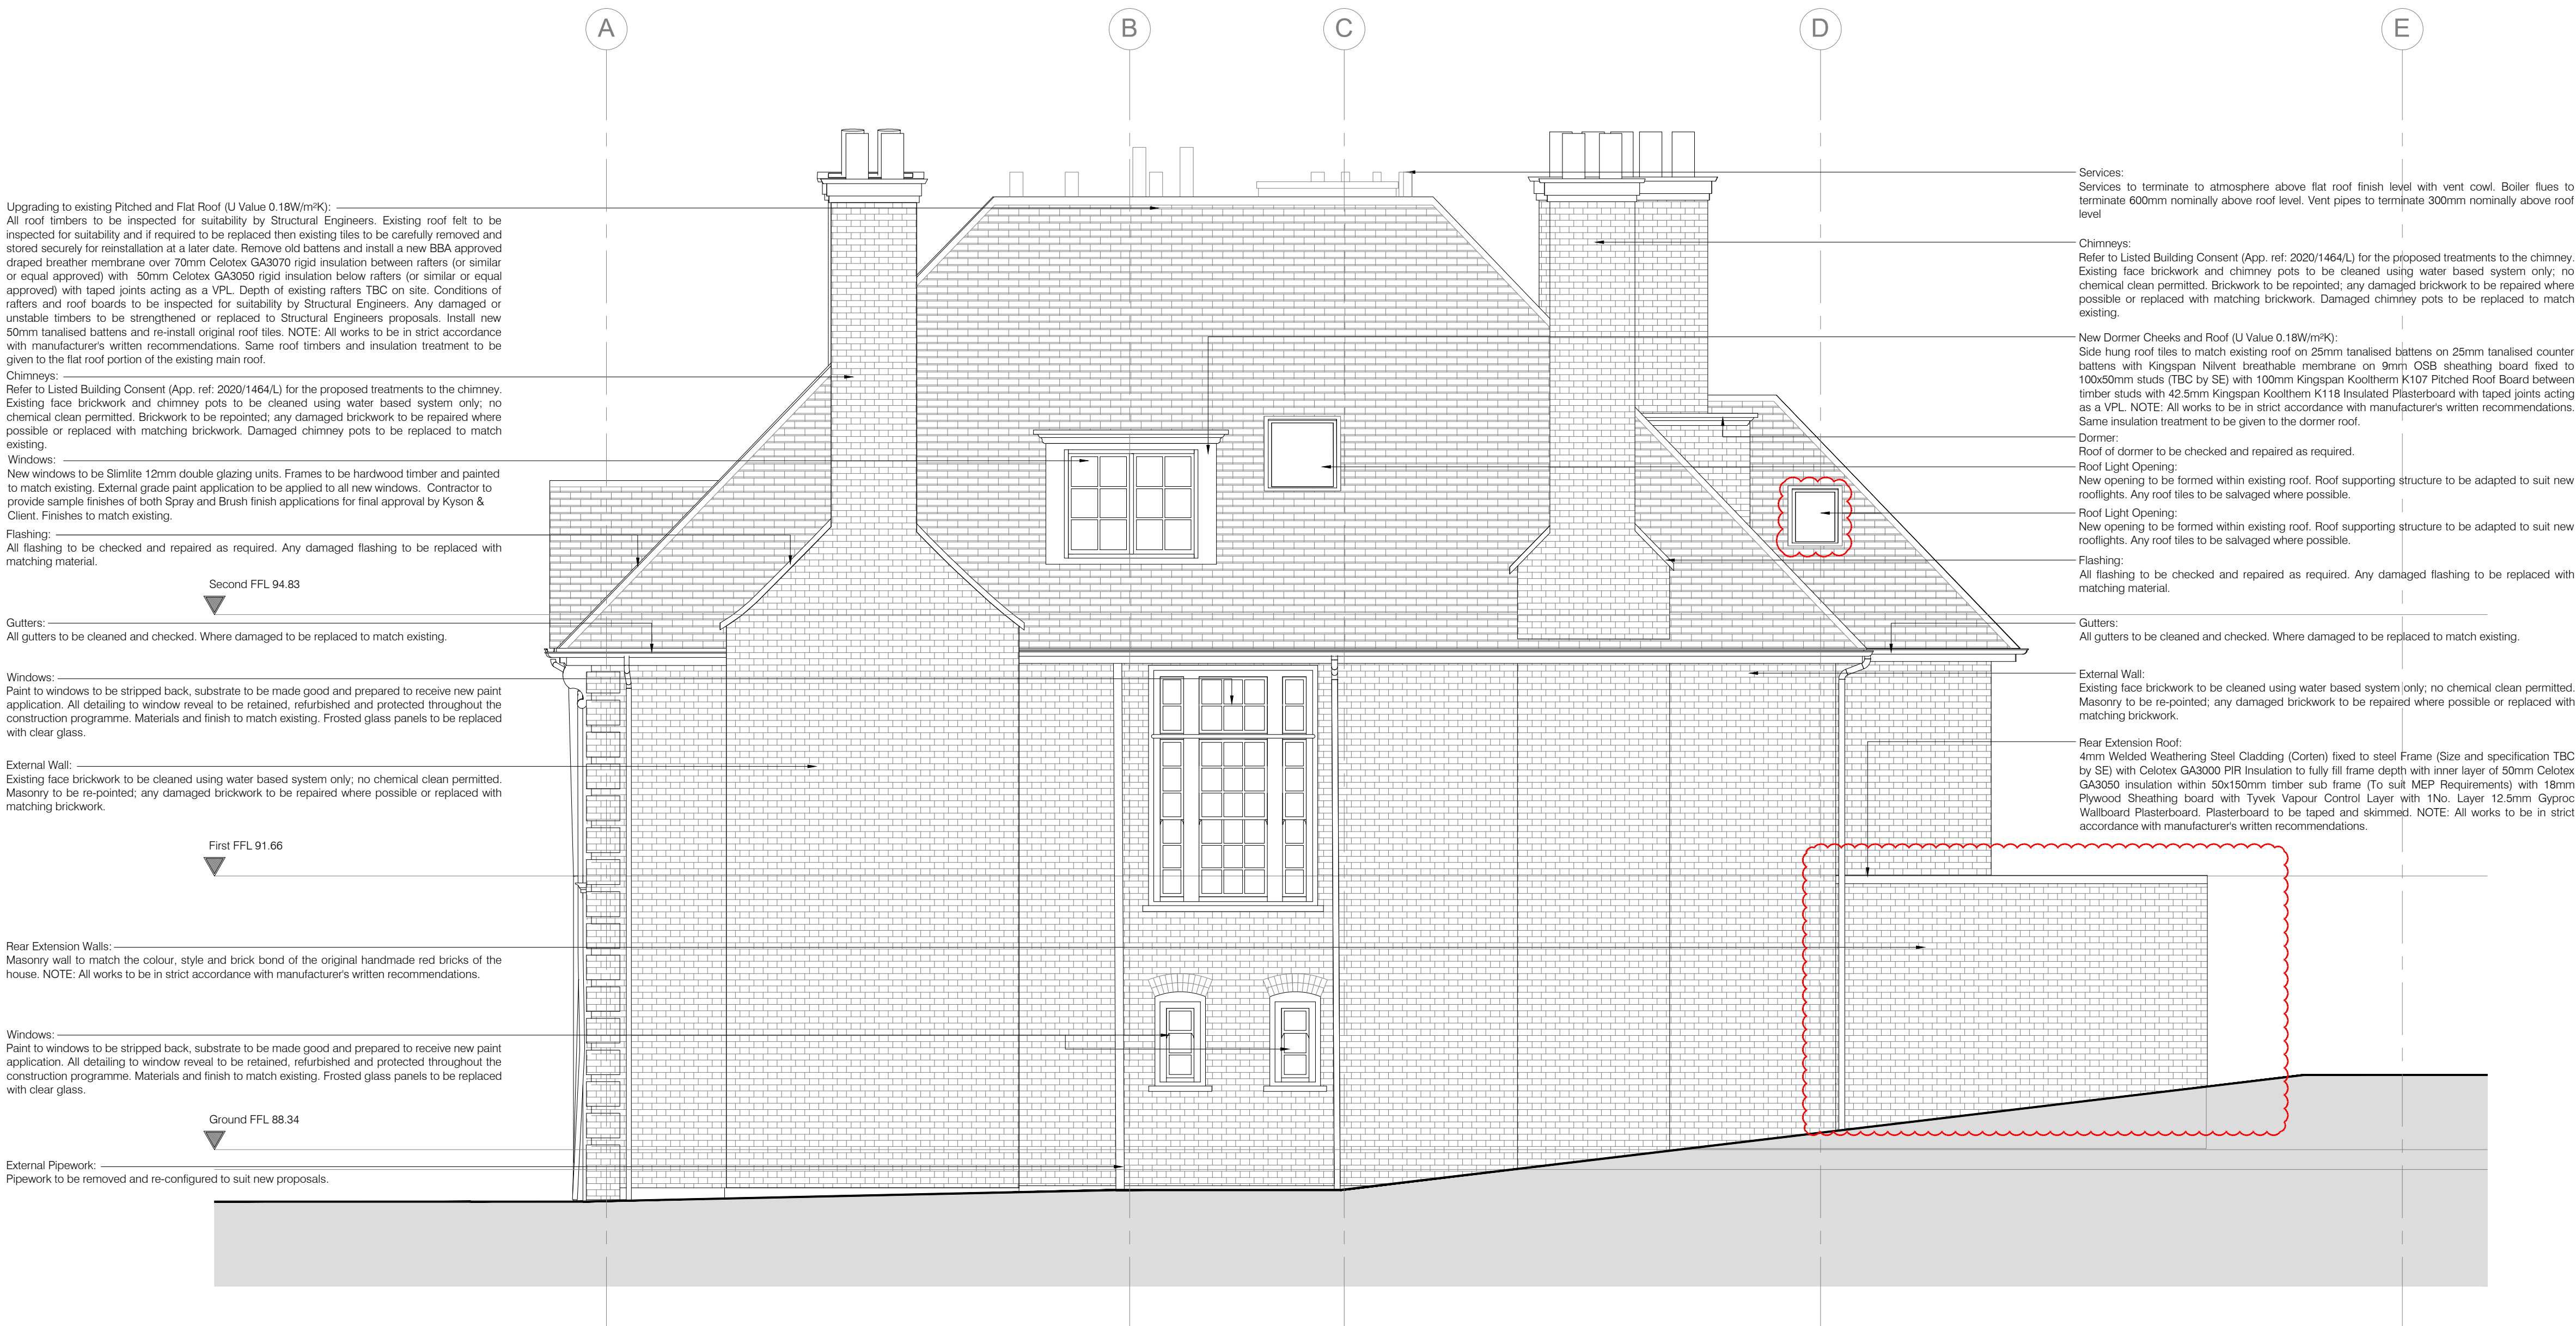 A
B
C
D
E
Upgrading to existing Pitched and Flat Roof (U Value 0.18W/m²K):
All roof timbers to be inspected for suitability by Structural Engineers. Existing roof felt to be
inspected for suitability and if required to be replaced then existing tiles to be carefully removed and
stored securely for reinstallation at a later date. Remove old battens and install a new BBA approved
draped breather membrane over 70mm Celotex GA3070 rigid insulation between rafters (or similar
or equal approved) with 50mm Celotex GA3050 rigid insulation below rafters (or similar or equal
approved) with taped joints acting as a VPL. Depth of existing rafters TBC on site. Conditions of
rafters and roof boards to be inspected for suitability by Structural Engineers. Any damaged or
unstable timbers to be strengthened or replaced to Structural Engineers proposals. Install new
50mm tanalised battens and re-install original roof tiles. NOTE: All works to be in strict accordance
with manufacturer's written recommendations. Same roof timbers and insulation treatment to be
given to the flat roof portion of the existing main roof.
Chimneys:
Refer to Listed Building Consent (App. ref: 2020/1464/L) for the proposed treatments to the chimney.
Existing face brickwork and chimney pots to be cleaned using water based system only; no
chemical clean permitted. Brickwork to be repointed; any damaged brickwork to be repaired where
possible or replaced with matching brickwork. Damaged chimney pots to be replaced to match
existing.
Windows:
New windows to be Slimlite 12mm double glazing units. Frames to be hardwood timber and painted
to match existing. External grade paint application to be applied to all new windows. Contractor to
provide sample finishes of both Spray and Brush finish applications for final approval by Kyson &
Client. Finishes to match existing.
Flashing:
All flashing to be checked and repaired as required. Any damaged flashing to be replaced with
matching material.
Second FFL 94.83
Gutters:
All gutters to be cleaned and checked. Where damaged to be replaced to match existing.
Windows:
Paint to windows to be stripped back, substrate to be made good and prepared to receive new paint
application. All detailing to window reveal to be retained, refurbished and protected throughout the
construction programme. Materials and finish to match existing. Frosted glass panels to be replaced
with clear glass.
External Wall:
Existing face brickwork to be cleaned using water based system only; no chemical clean permitted.
Masonry to be re-pointed; any damaged brickwork to be repaired where possible or replaced with
matching brickwork.
First FFL 91.66
Rear Extension Walls:
Masonry wall to match the colour, style and brick bond of the original handmade red bricks of the
house. NOTE: All works to be in strict accordance with manufacturer's written recommendations.
Windows:
Paint to windows to be stripped back, substrate to be made good and prepared to receive new paint
application. All detailing to window reveal to be retained, refurbished and protected throughout the
construction programme. Materials and finish to match existing. Frosted glass panels to be replaced
with clear glass.
Ground FFL 88.34
External Pipework:
Pipework to be removed and re-configured to suit new proposals.
Services:
Services to terminate to atmosphere above flat roof finish level with vent cowl. Boiler flues to
terminate 600mm nominally above roof level. Vent pipes to terminate 300mm nominally above roof
level
Chimneys:
Refer to Listed Building Consent (App. ref: 2020/1464/L) for the proposed treatments to the chimney.
Existing face brickwork and chimney pots to be cleaned using water based system only; no
chemical clean permitted. Brickwork to be repointed; any damaged brickwork to be repaired where
possible or replaced with matching brickwork. Damaged chimney pots to be replaced to match
existing.
New Dormer Cheeks and Roof (U Value 0.18W/m²K):
Side hung roof tiles to match existing roof on 25mm tanalised battens on 25mm tanalised counter
battens with Kingspan Nilvent breathable membrane on 9mm OSB sheathing board fixed to
100x50mm studs (TBC by SE) with 100mm Kingspan Kooltherm K107 Pitched Roof Board between
timber studs with 42.5mm Kingspan Koolthem K118 Insulated Plasterboard with taped joints acting
as a VPL. NOTE: All works to be in strict accordance with manufacturer's written recommendations.
Same insulation treatment to be given to the dormer roof.
Dormer:
Roof of dormer to be checked and repaired as required.
Roof Light Opening:
New opening to be formed within existing roof. Roof supporting structure to be adapted to suit new
rooflights. Any roof tiles to be salvaged where possible.
Roof Light Opening:
New opening to be formed within existing roof. Roof supporting structure to be adapted to suit new
rooflights. Any roof tiles to be salvaged where possible.
Flashing:
All flashing to be checked and repaired as required. Any damaged flashing to be replaced with
matching material.
Gutters:
All gutters to be cleaned and checked. Where damaged to be replaced to match existing.
External Wall:
Existing face brickwork to be cleaned using water based system only; no chemical clean permitted.
Masonry to be re-pointed; any damaged brickwork to be repaired where possible or replaced with
matching brickwork.
Rear Extension Roof:
4mm Welded Weathering Steel Cladding (Corten) fixed to steel Frame (Size and specification TBC
by SE) with Celotex GA3000 PIR Insulation to fully fill frame depth with inner layer of 50mm Celotex
GA3050 insulation within 50x150mm timber sub frame (To suit MEP Requirements) with 18mm
Plywood Sheathing board with Tyvek Vapour Control Layer with 1No. Layer 12.5mm Gyproc
Wallboard Plasterboard. Plasterboard to be taped and skimmed. NOTE: All works to be in strict
accordance with manufacturer's written recommendations.